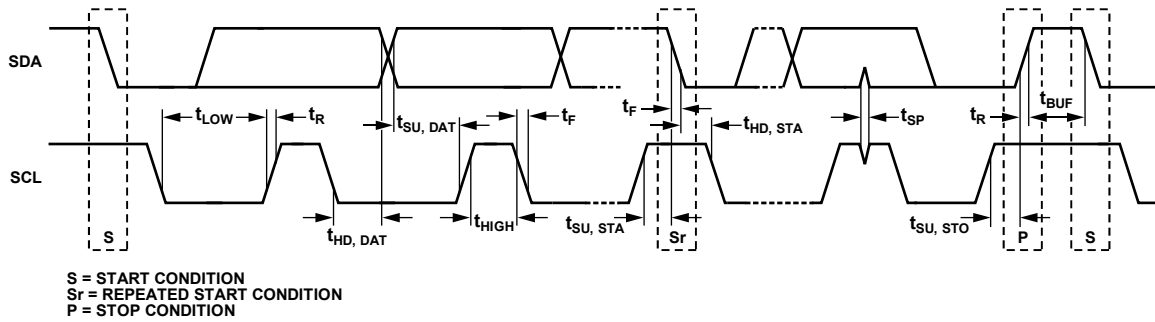 SDA
tLOW
tR
tSU, DAT
tF
tF
tHD, STA
tSP
tR
tBUF
SCL
S
tHD, DAT
tHIGH
tSU, STA
Sr
tSU, STO
P
S
S = START CONDITION
Sr = REPEATED START CONDITION
P = STOP CONDITION